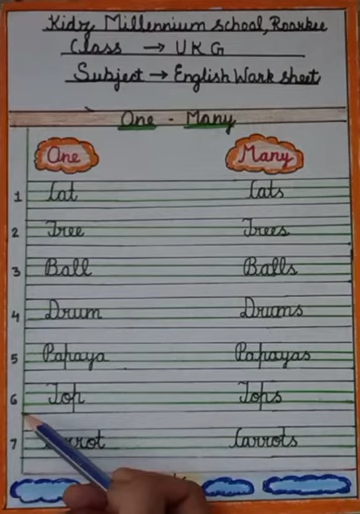 Kidz Millennium School, Roorkee
Class → U K G
Subject → English Work sheet
One - Many
One Many
1 Cat Cats
2 Tree Trees
3 Ball Balls
4 Drum Drums
5 Papaya Papayas
6 Top Tops
7 Carrot Carrots